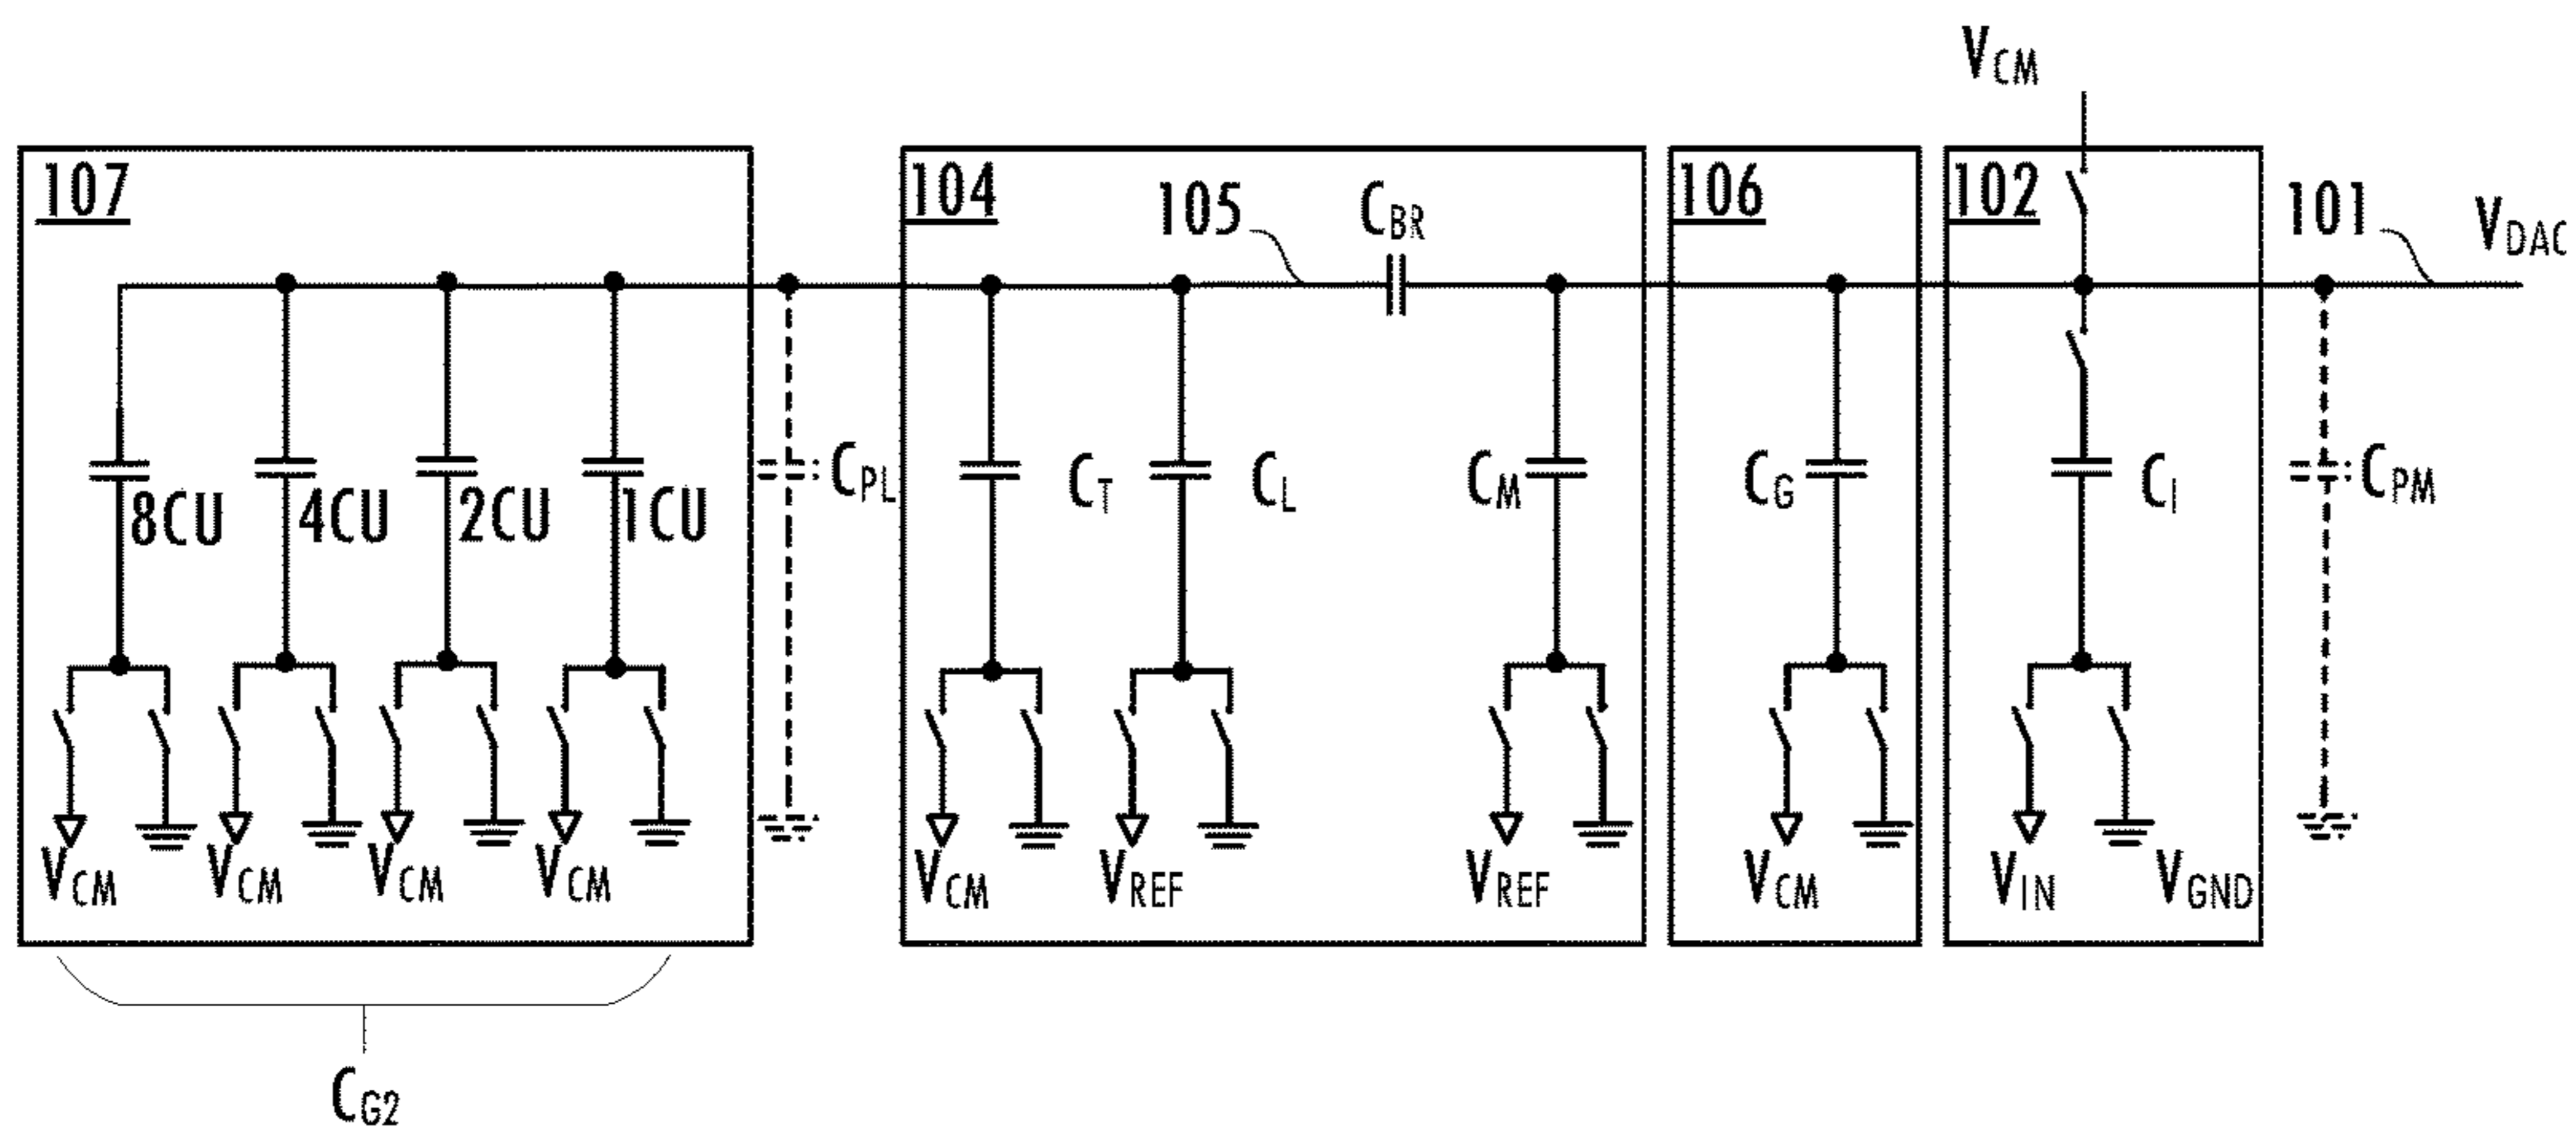 VCM
107
104
105
CBR
106
102
101
VDAC
8CU
4CU
2CU
1CU
CPL
CT
CL
CM
CG
CI
CPM
VCM
VCM
VCM
VCM
VCM
VREF
VREF
VCM
VIN
VGND
CG2